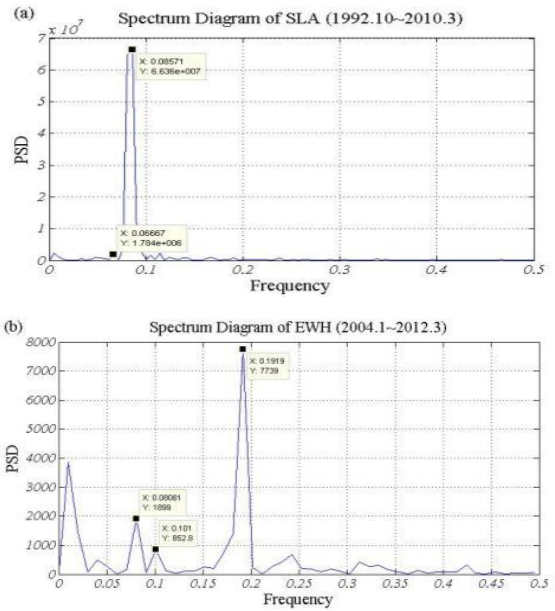 (a)
Spectrum Diagram of SLA (1992.10~2010.3)
7 x 10^7
6
5
4
3
2
1
0
PSD
X: 0.08571
Y: 6.636e+007
X: 0.06667
Y: 1.784e+006
0 0.1 0.2 0.3 0.4 0.5
Frequency
(b)
Spectrum Diagram of EWH (2004.1~2012.3)
8000
7000
6000
5000
4000
3000
2000
1000
0
PSD
X: 0.1919
Y: 7739
X: 0.08081
Y: 1899
X: 0.101
Y: 852.8
0 0.05 0.1 0.15 0.2 0.25 0.3 0.35 0.4 0.45 0.5
Frequency